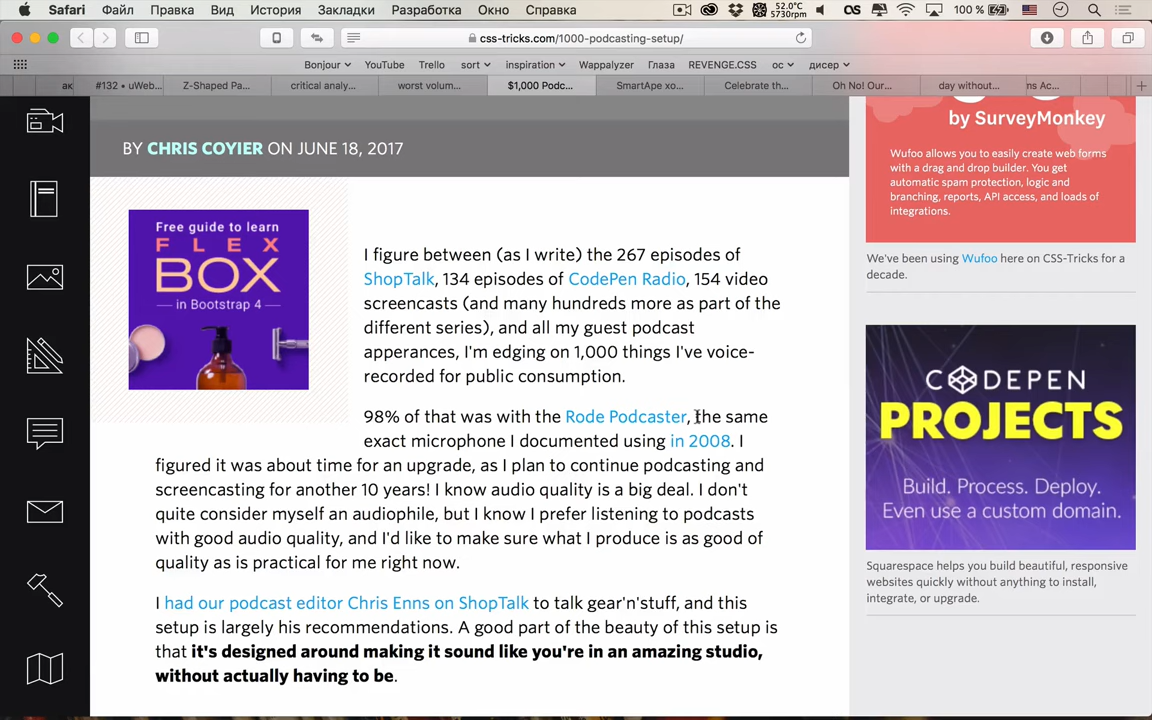 Safari Файл Правка Вид История Закладки Разработка Окно Справка 52.0°C 5730rpm 100 %
css-tricks.com/1000-podcasting-setup/
Bonjour YouTube Trello sort inspiration Wappalyzer Глаза REVENGE.CSS ос дисер
ак #132 • uWeb... Z-Shaped Pa... critical analy... worst volum... $1,000 Podc... SmartApe хо... Celebrate th... Oh No! Our... day without... ns Ac...
BY CHRIS COYIER ON JUNE 18, 2017
Free guide to learn
FLEX
BOX
in Bootstrap 4
I figure between (as I write) the 267 episodes of
ShopTalk, 134 episodes of CodePen Radio, 154 video
screencasts (and many hundreds more as part of the
different series), and all my guest podcast
apperances, I'm edging on 1,000 things I've voice-
recorded for public consumption.
98% of that was with the Rode Podcaster, the same
exact microphone I documented using in 2008. I
figured it was about time for an upgrade, as I plan to continue podcasting and
screencasting for another 10 years! I know audio quality is a big deal. I don't
quite consider myself an audiophile, but I know I prefer listening to podcasts
with good audio quality, and I'd like to make sure what I produce is as good of
quality as is practical for me right now.
I had our podcast editor Chris Enns on ShopTalk to talk gear'n'stuff, and this
setup is largely his recommendations. A good part of the beauty of this setup is
that it's designed around making it sound like you're in an amazing studio,
without actually having to be.
by SurveyMonkey
Wufoo allows you to easily create web forms
with a drag and drop builder. You get
automatic spam protection, logic and
branching, reports, API access, and loads of
integrations.
We've been using Wufoo here on CSS-Tricks for a
decade.
CODEPEN
PROJECTS
Build. Process. Deploy.
Even use a custom domain.
Squarespace helps you build beautiful, responsive
websites quickly without anything to install,
integrate, or upgrade.